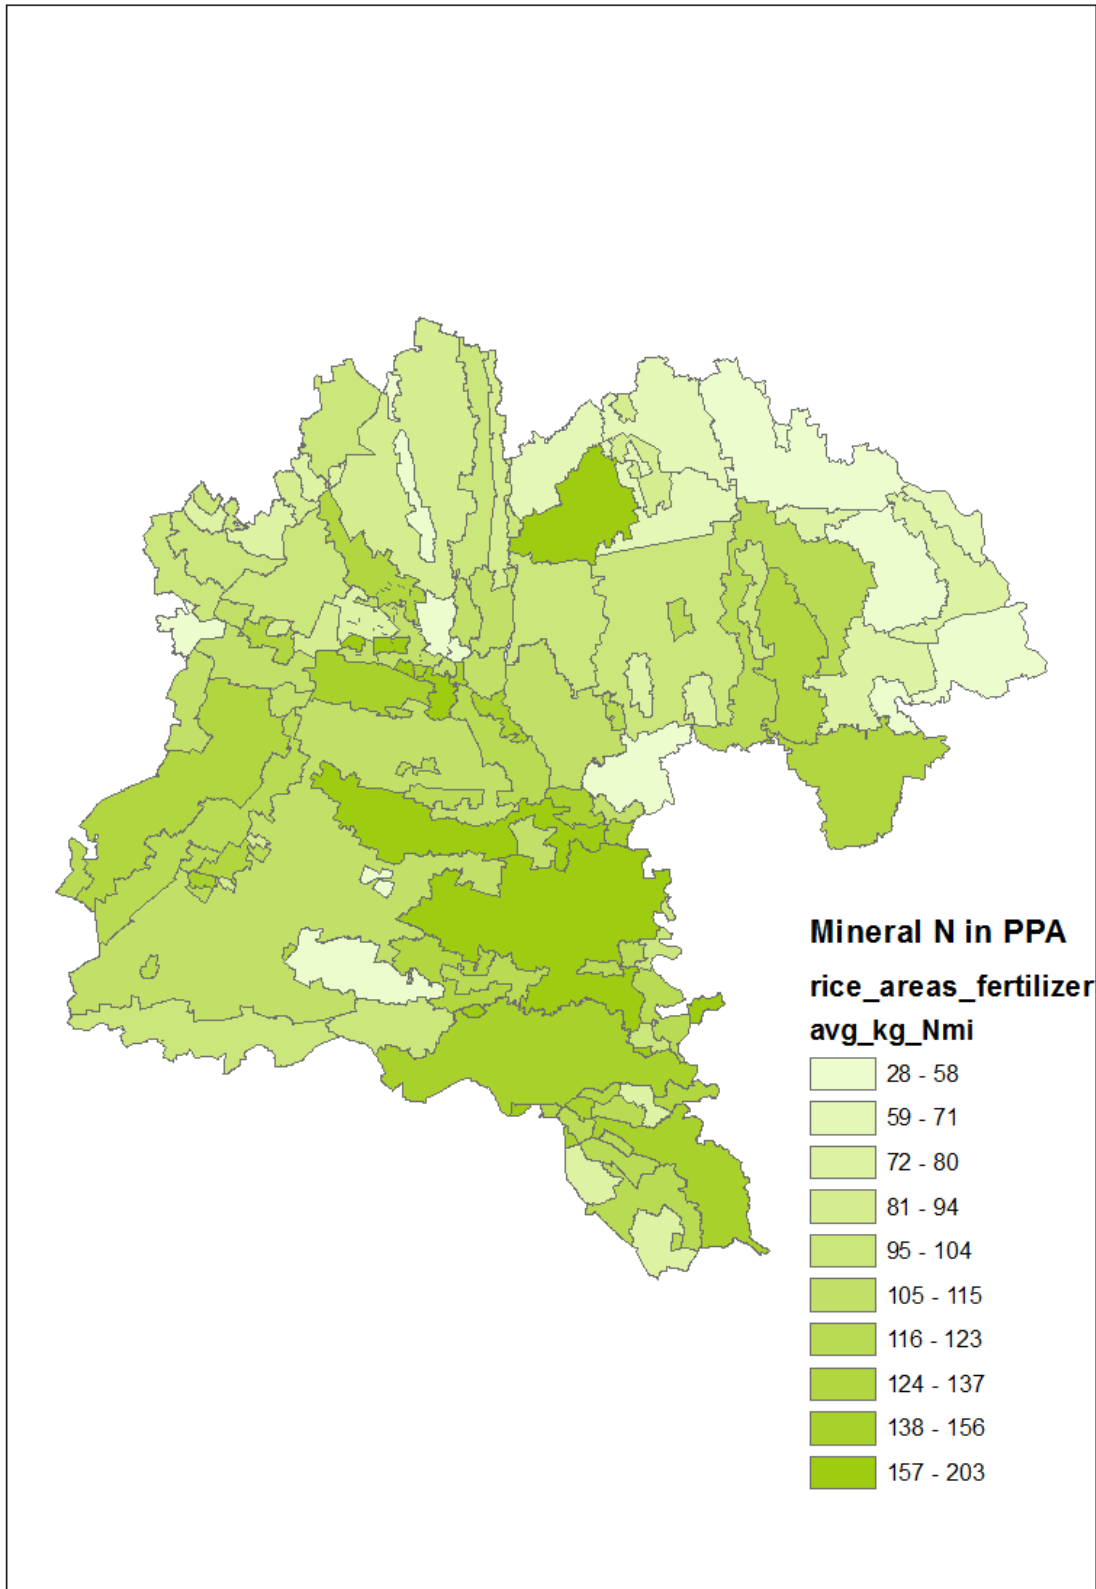 Mineral N in PPA
rice_areas_fertilizer
avg_kg_Nmi
28 - 58
59 - 71
72 - 80
81 - 94
95 - 104
105 - 115
116 - 123
124 - 137
138 - 156
157 - 203